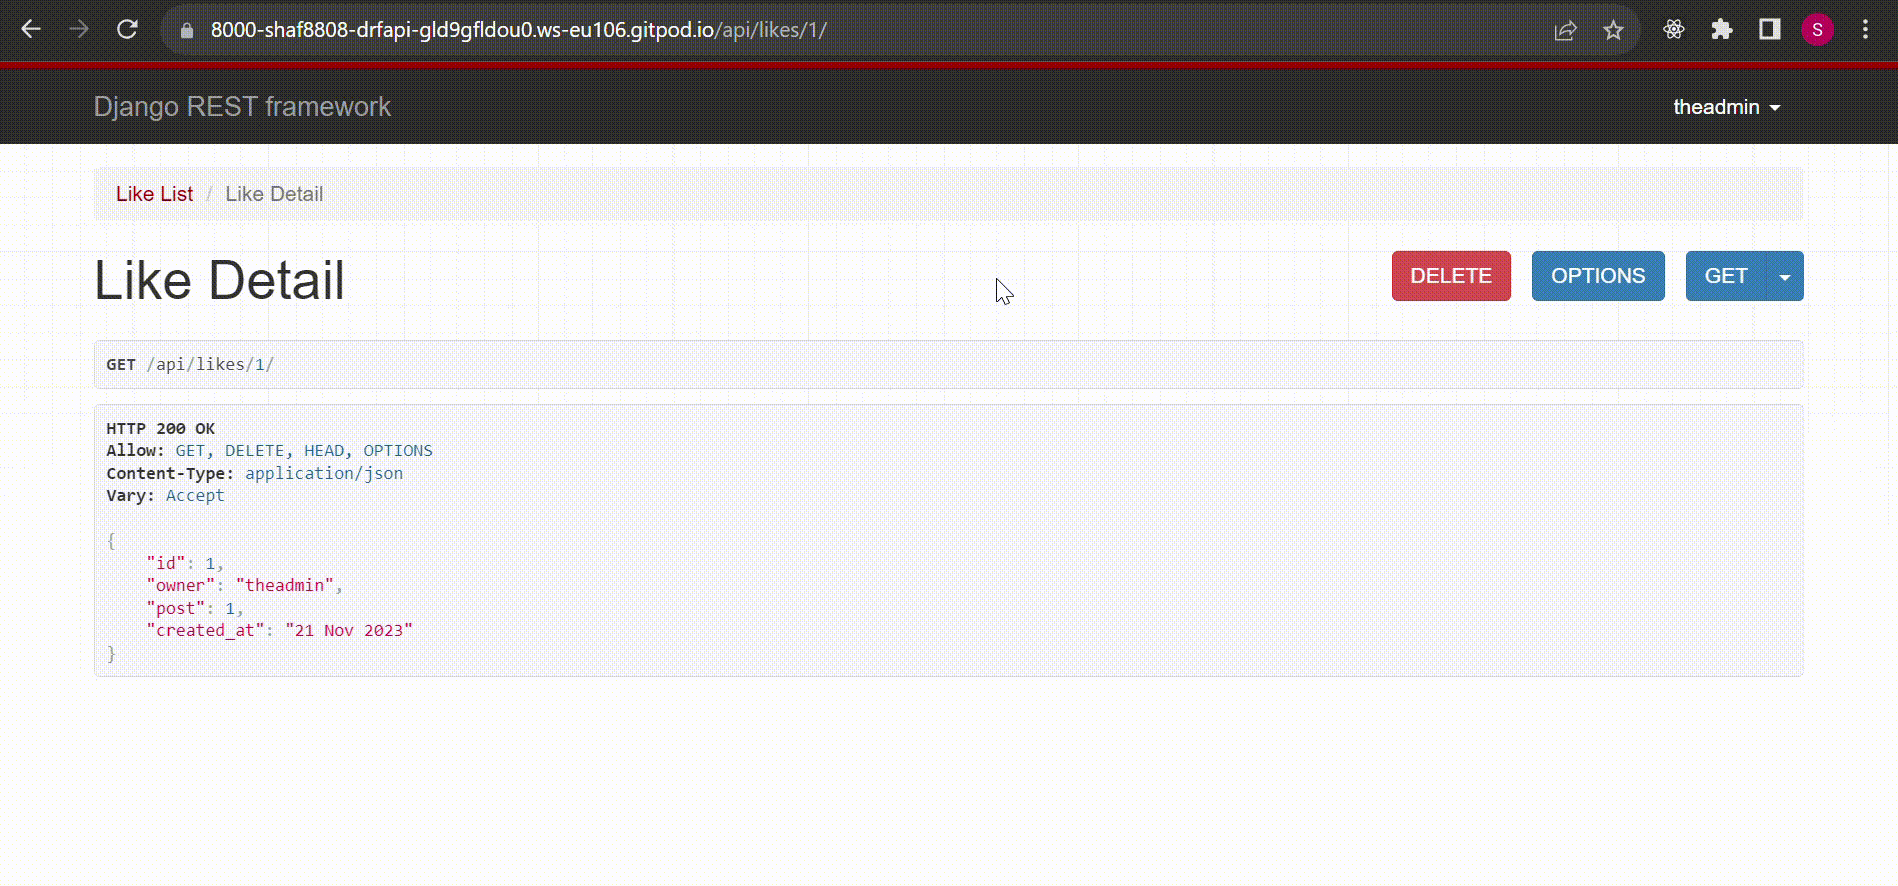 8000-shaf8808-drfapi-gld9gfldou0.ws-eu106.gitpod.io/api/likes/1/
S
Django REST framework
theadmin
Like List / Like Detail
Like Detail
DELETE
OPTIONS
GET
GET /api/likes/1/
HTTP 200 OK
Allow: GET, DELETE, HEAD, OPTIONS
Content-Type: application/json
Vary: Accept
{
    "id": 1,
    "owner": "theadmin",
    "post": 1,
    "created_at": "21 Nov 2023"
}